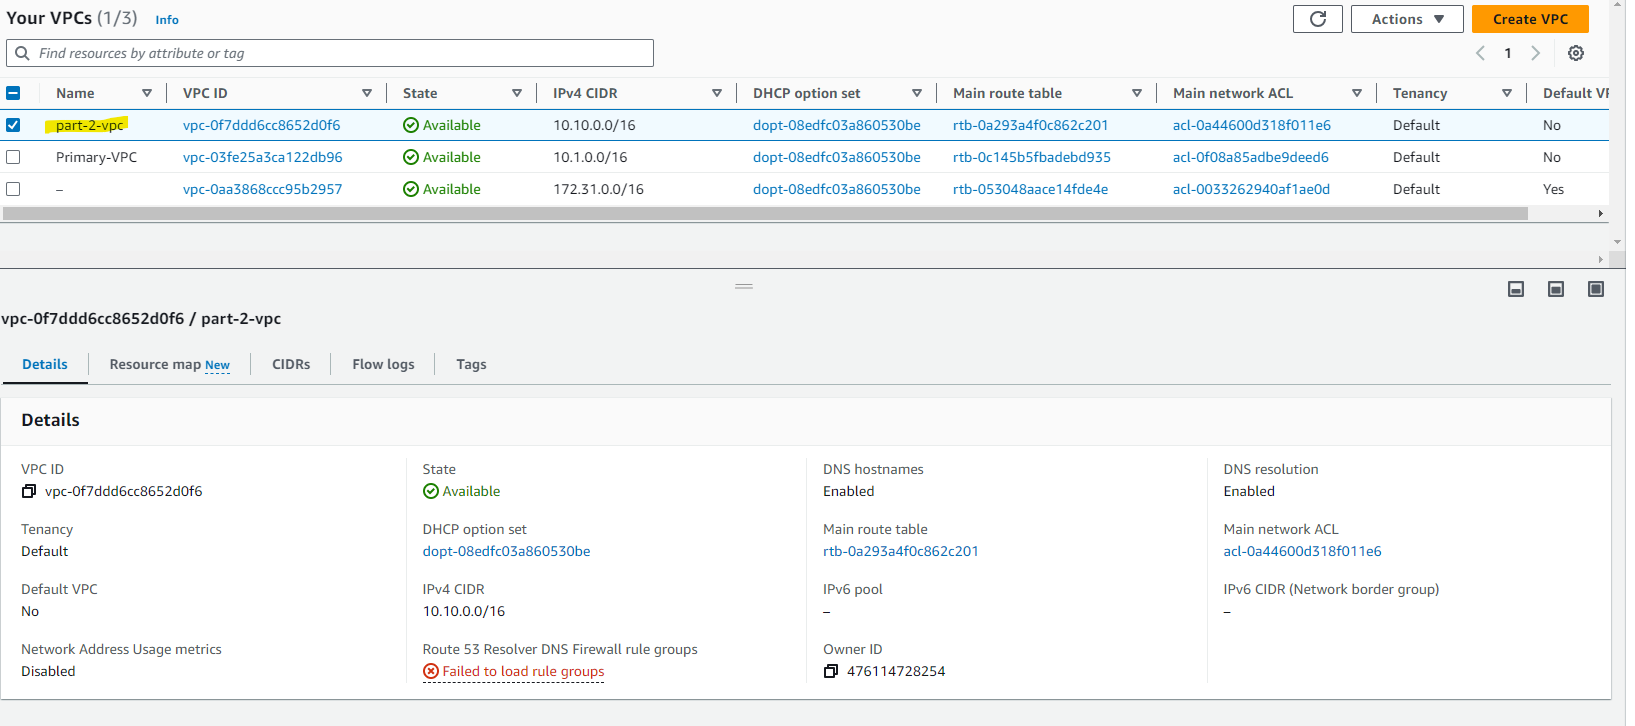 Your VPCs (1/3) Info
Actions
Create VPC
Find resources by attribute or tag
1
Name VPC ID State IPv4 CIDR DHCP option set Main route table Main network ACL Tenancy Default VP
part-2-vpc vpc-0f7ddd6cc8652d0f6 Available 10.10.0.0/16 dopt-08edfc03a860530be rtb-0a293a4f0c862c201 acl-0a44600d318f011e6 Default No
Primary-VPC vpc-03fe25a3ca122db96 Available 10.1.0.0/16 dopt-08edfc03a860530be rtb-0c145b5fbadebd935 acl-0f08a85adbe9deed6 Default No
– vpc-0aa3868ccc95b2957 Available 172.31.0.0/16 dopt-08edfc03a860530be rtb-053048aace14fde4e acl-0033262940af1ae0d Default Yes
vpc-0f7ddd6cc8652d0f6 / part-2-vpc
Details Resource map New CIDRs Flow logs Tags
Details
VPC ID State DNS hostnames DNS resolution
vpc-0f7ddd6cc8652d0f6 Available Enabled Enabled
Tenancy DHCP option set Main route table Main network ACL
Default dopt-08edfc03a860530be rtb-0a293a4f0c862c201 acl-0a44600d318f011e6
Default VPC IPv4 CIDR IPv6 pool IPv6 CIDR (Network border group)
No 10.10.0.0/16 – –
Network Address Usage metrics Route 53 Resolver DNS Firewall rule groups Owner ID
Disabled Failed to load rule groups 476114728254